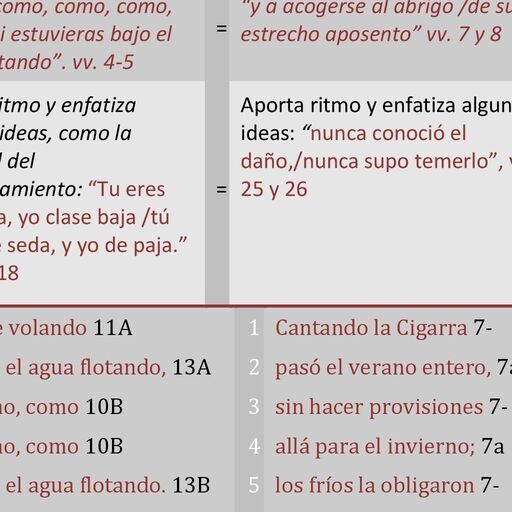 como, como, como,
i estuvieras bajo el
tando”. vv. 4-5
=
“y a acogerse al abrigo /de su
estrecho aposento” vv. 7 y 8
itmo y enfatiza
ideas, como la
l del
amiento: “Tu eres
a, yo clase baja /tú
e seda, y yo de paja.”
18
=
Aporta ritmo y enfatiza algun
ideas: “nunca conoció el
daño,/nunca supo temerlo”, v
25 y 26
e volando 11A
el agua flotando, 13A
no, como 10B
no, como 10B
el agua flotando. 13B
1 Cantando la Cigarra 7-
2 pasó el verano entero, 7a
3 sin hacer provisiones 7-
4 allá para el invierno; 7a
5 los fríos la obligaron 7-